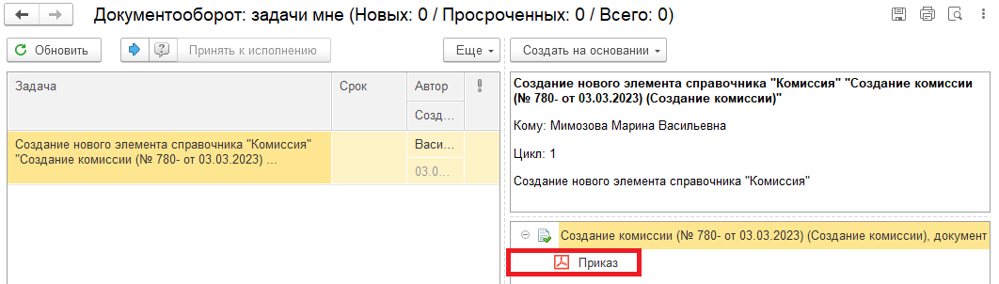 Документооборот: задачи мне (Новых: 0 / Просроченных: 0 / Всего: 0)
Обновить
Принять к исполнению
Еще
Создать на основании
Задача
Срок
Автор
Созд...
Создание нового элемента справочника "Комиссия"
"Создание комиссии (№ 780- от 03.03.2023) ...
Васи...
03.0...
Создание нового элемента справочника "Комиссия" "Создание комиссии
(№ 780- от 03.03.2023) (Создание комиссии)"
Кому: Мимозова Марина Васильевна
Цикл: 1
Создание нового элемента справочника "Комиссия"
Создание комиссии (№ 780- от 03.03.2023) (Создание комиссии), документ
Приказ